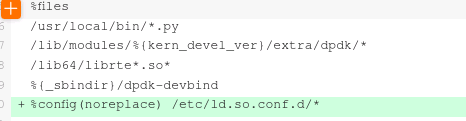 %files
/usr/local/bin/*.py
/lib/modules/%{kern_devel_ver}/extra/dpdk/*
/lib64/librte*.so*
%{_sbindir}/dpdk-devbind
+ %config(noreplace) /etc/ld.so.conf.d/*